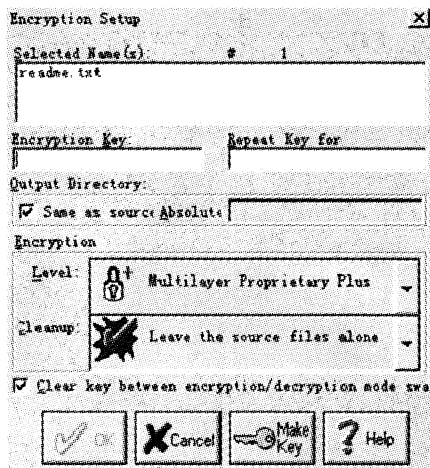 Encryption Setup
Selected Name(s): # 1
readme.txt
Encryption Key: Repeat Key for
Output Directory:
Same as source Absolute
Encryption
Level: Multilayer Proprietary Plus
Cleanup: Leave the source files alone
Clear key between encryption/decryption mode swa
OK Cancel Make Key Help